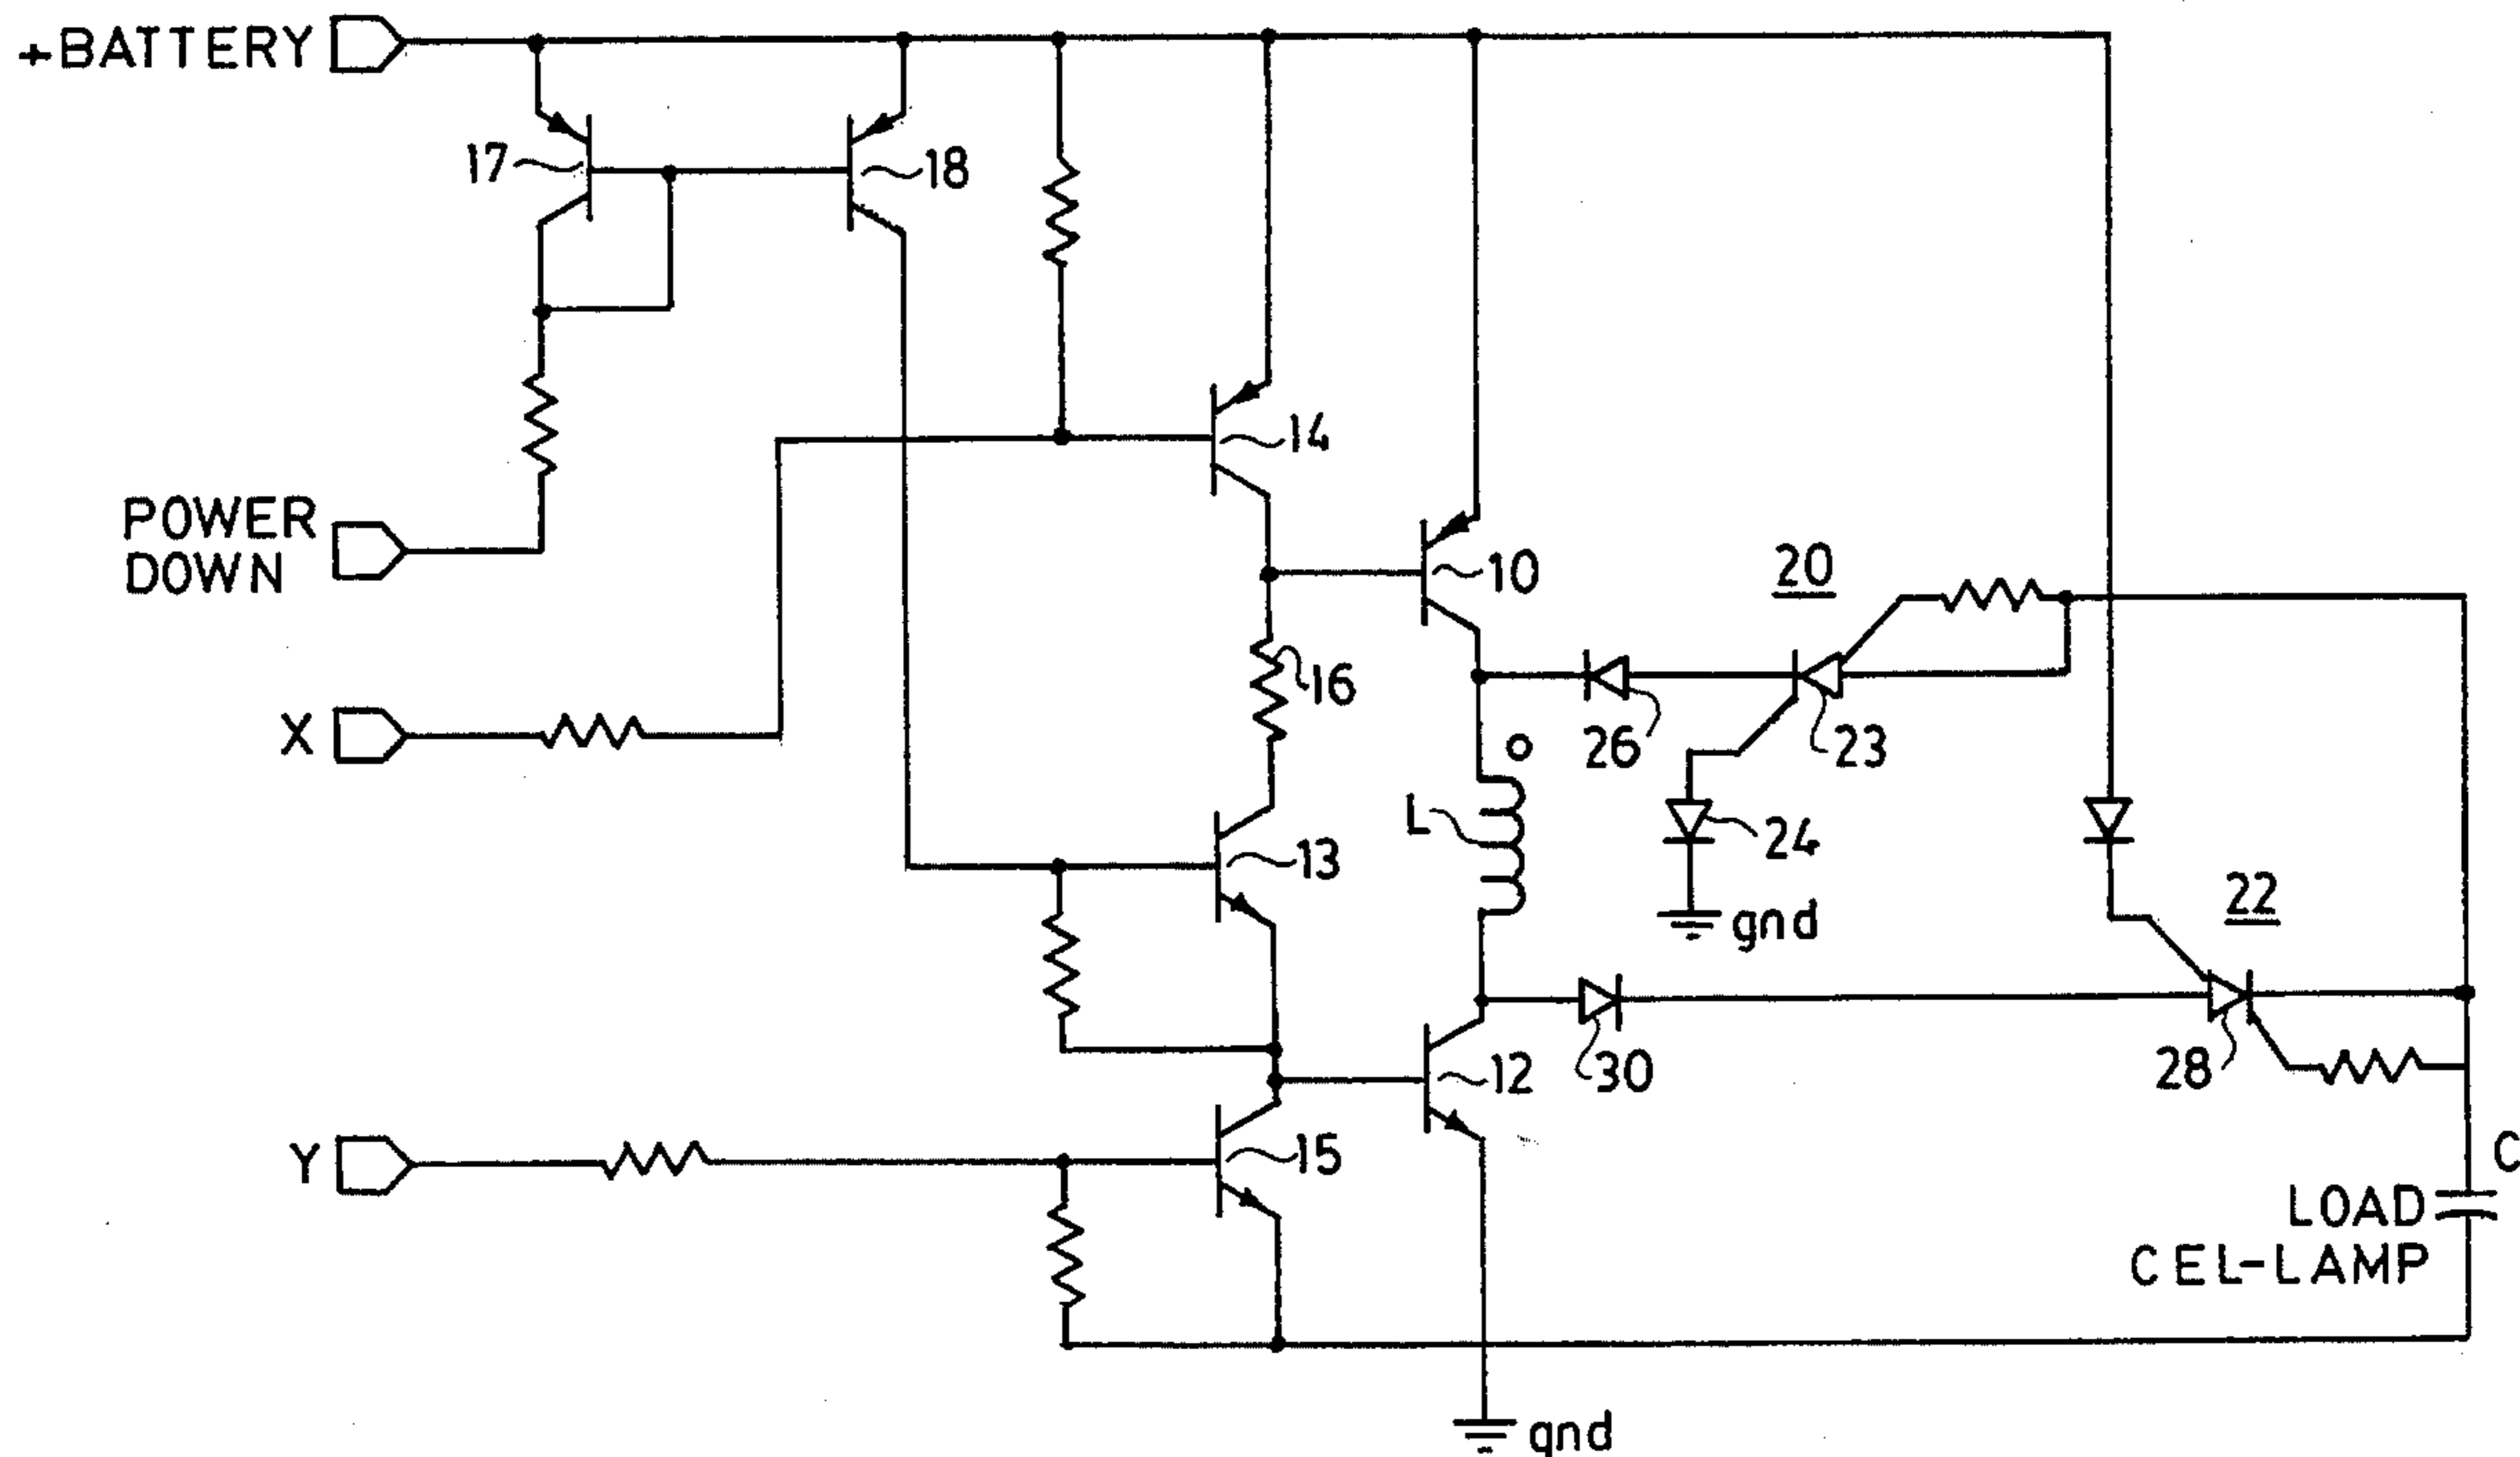 +BATTERY
17
18
14
POWER
DOWN
10
20
16
X
26
23
L
24
13
gnd
22
12
30
28
Y
15
C
LOAD
CEL-LAMP
gnd